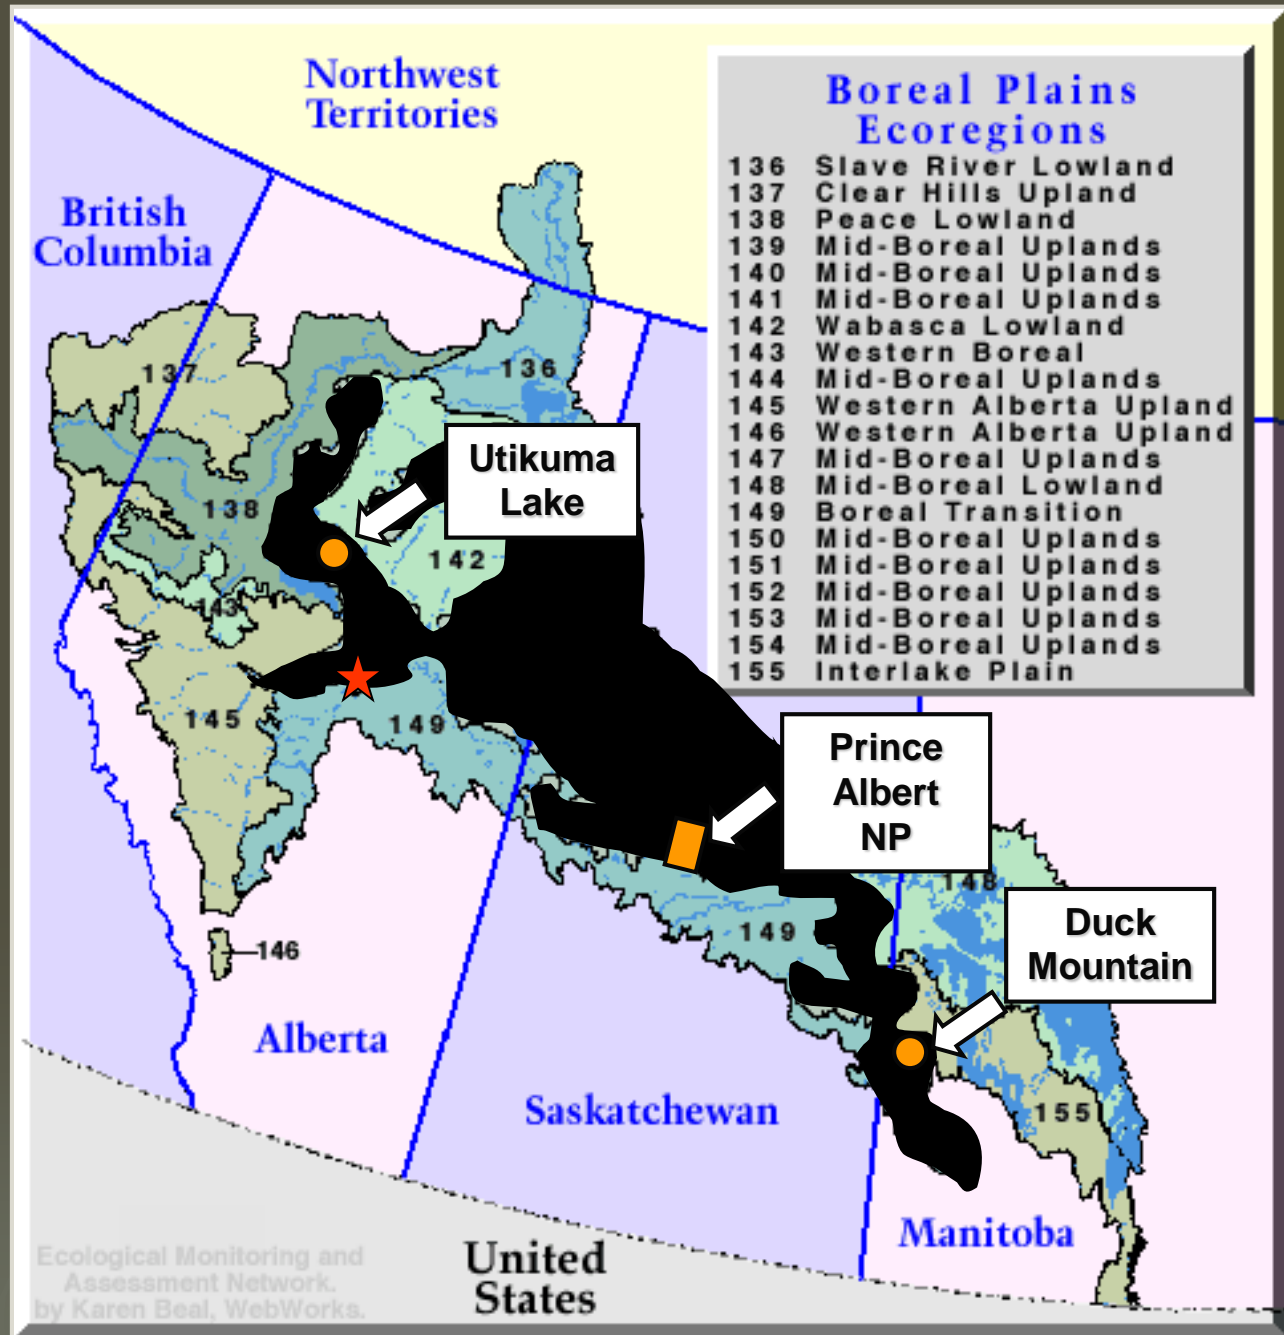 Northwest
Territories
British
Columbia
Boreal Plains
Ecoregions
136 Slave River Lowland
137 Clear Hills Upland
138 Peace Lowland
139 Mid-Boreal Uplands
140 Mid-Boreal Uplands
141 Mid-Boreal Uplands
142 Wabasca Lowland
143 Western Boreal
144 Mid-Boreal Uplands
145 Western Alberta Upland
146 Western Alberta Upland
147 Mid-Boreal Uplands
148 Mid-Boreal Lowland
149 Boreal Transition
150 Mid-Boreal Uplands
151 Mid-Boreal Uplands
152 Mid-Boreal Uplands
153 Mid-Boreal Uplands
154 Mid-Boreal Uplands
155 Interlake Plain
137
136
Utikuma
Lake
138
142
143
145
149
Prince
Albert
NP
148
149
Duck
Mountain
146
Alberta
Saskatchewan
155
Manitoba
United
States
Ecological Monitoring and
Assessment Network.
by Karen Beal, WebWorks.